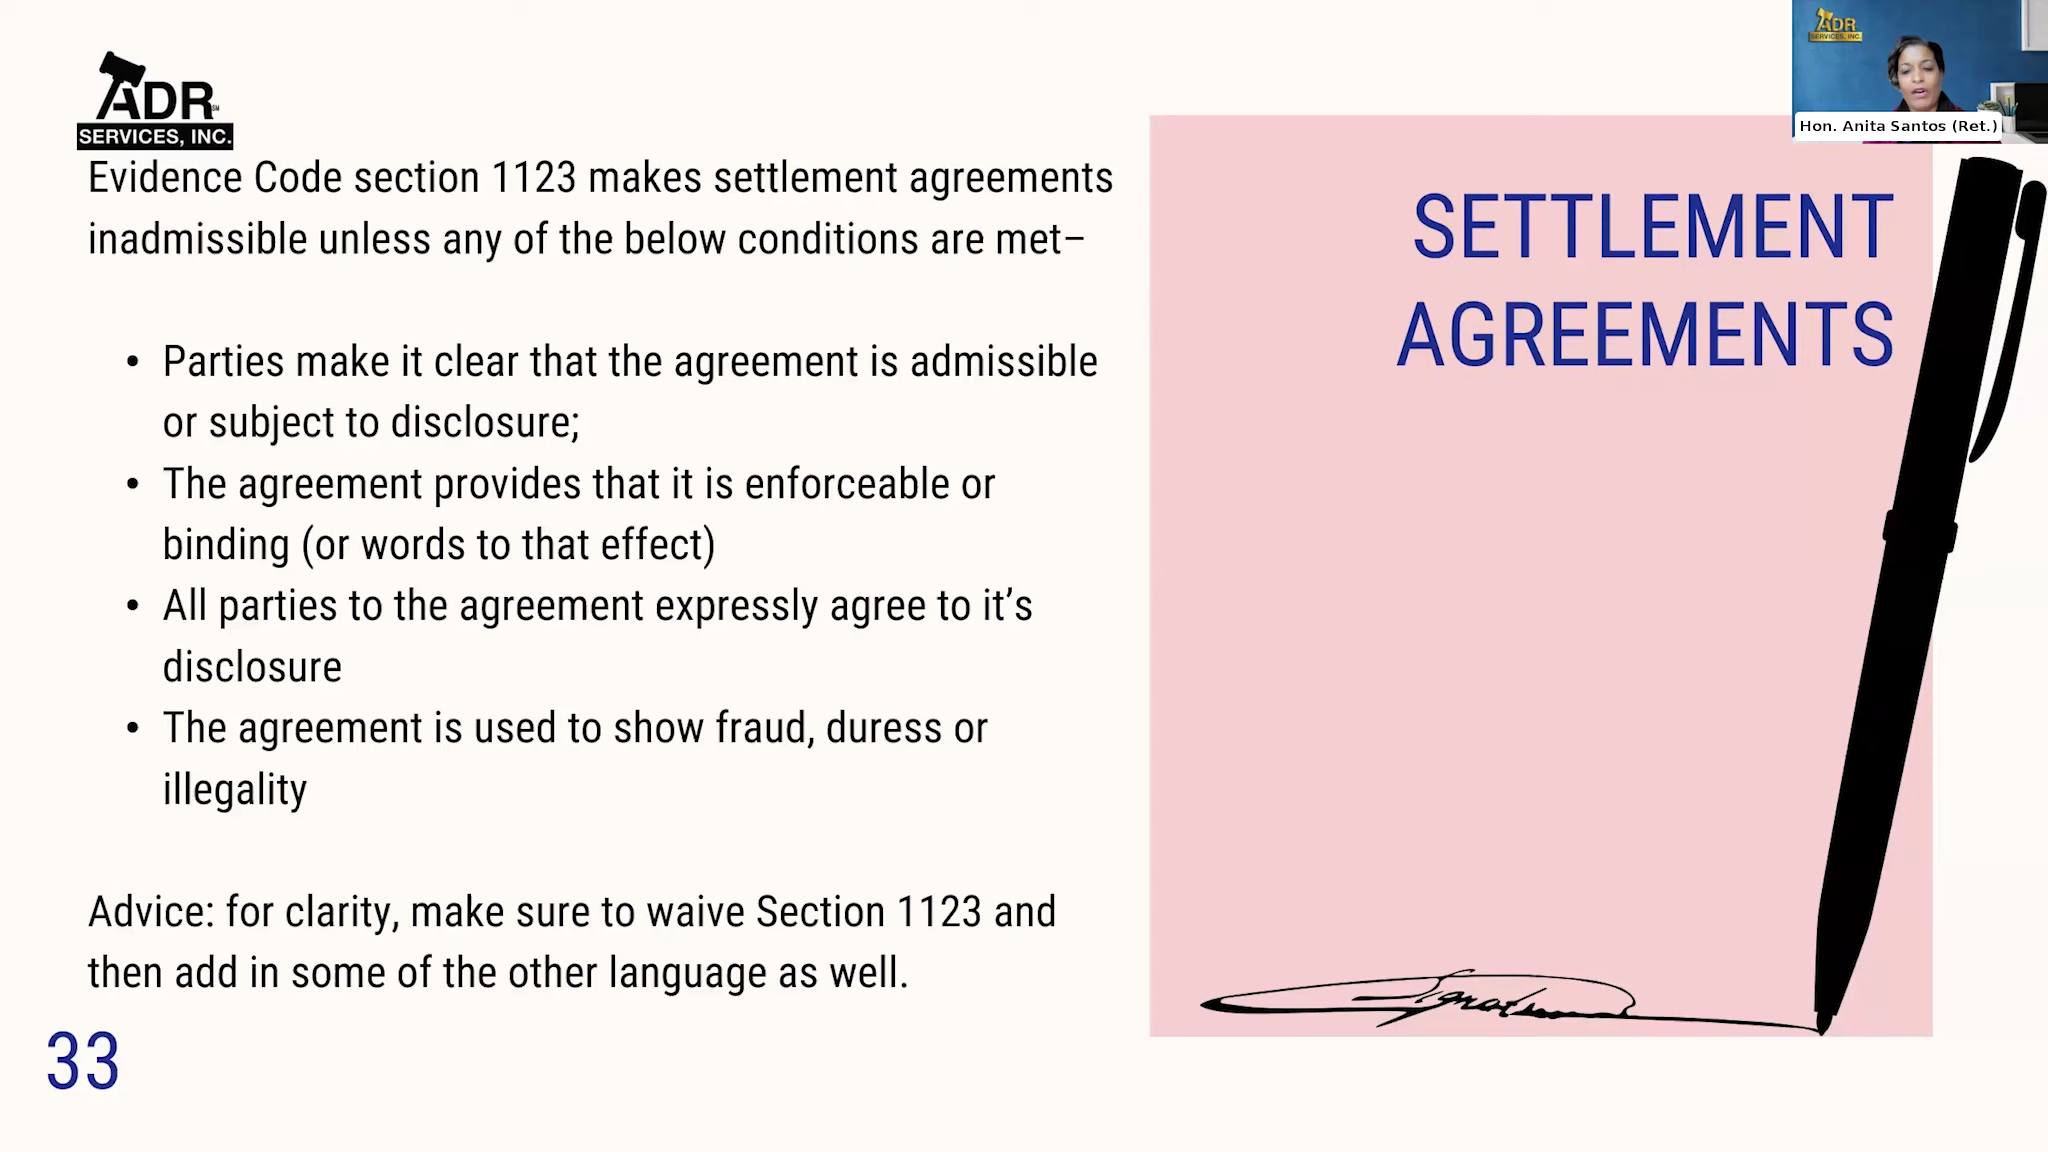 ADR
SM
SERVICES, INC.
Evidence Code section 1123 makes settlement agreements
inadmissible unless any of the below conditions are met–
• Parties make it clear that the agreement is admissible
or subject to disclosure;
• The agreement provides that it is enforceable or
binding (or words to that effect)
• All parties to the agreement expressly agree to it’s
disclosure
• The agreement is used to show fraud, duress or
illegality
Advice: for clarity, make sure to waive Section 1123 and
then add in some of the other language as well.
33
SETTLEMENT
AGREEMENTS
Signature
ADR
SERVICES, INC.
Hon. Anita Santos (Ret.)